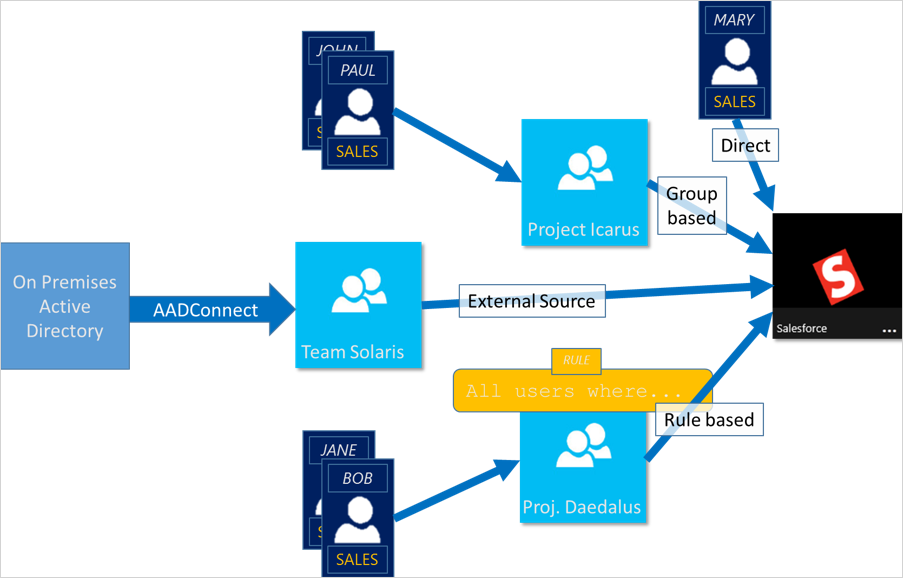 JOHN
PAUL
SALES
MARY
SALES
Direct
Project Icarus
Group
based
On Premises
Active
Directory
AADConnect
Team Solaris
External Source
S
Salesforce
...
RULE
All users where...
Rule based
Proj. Daedalus
JANE
BOB
SALES